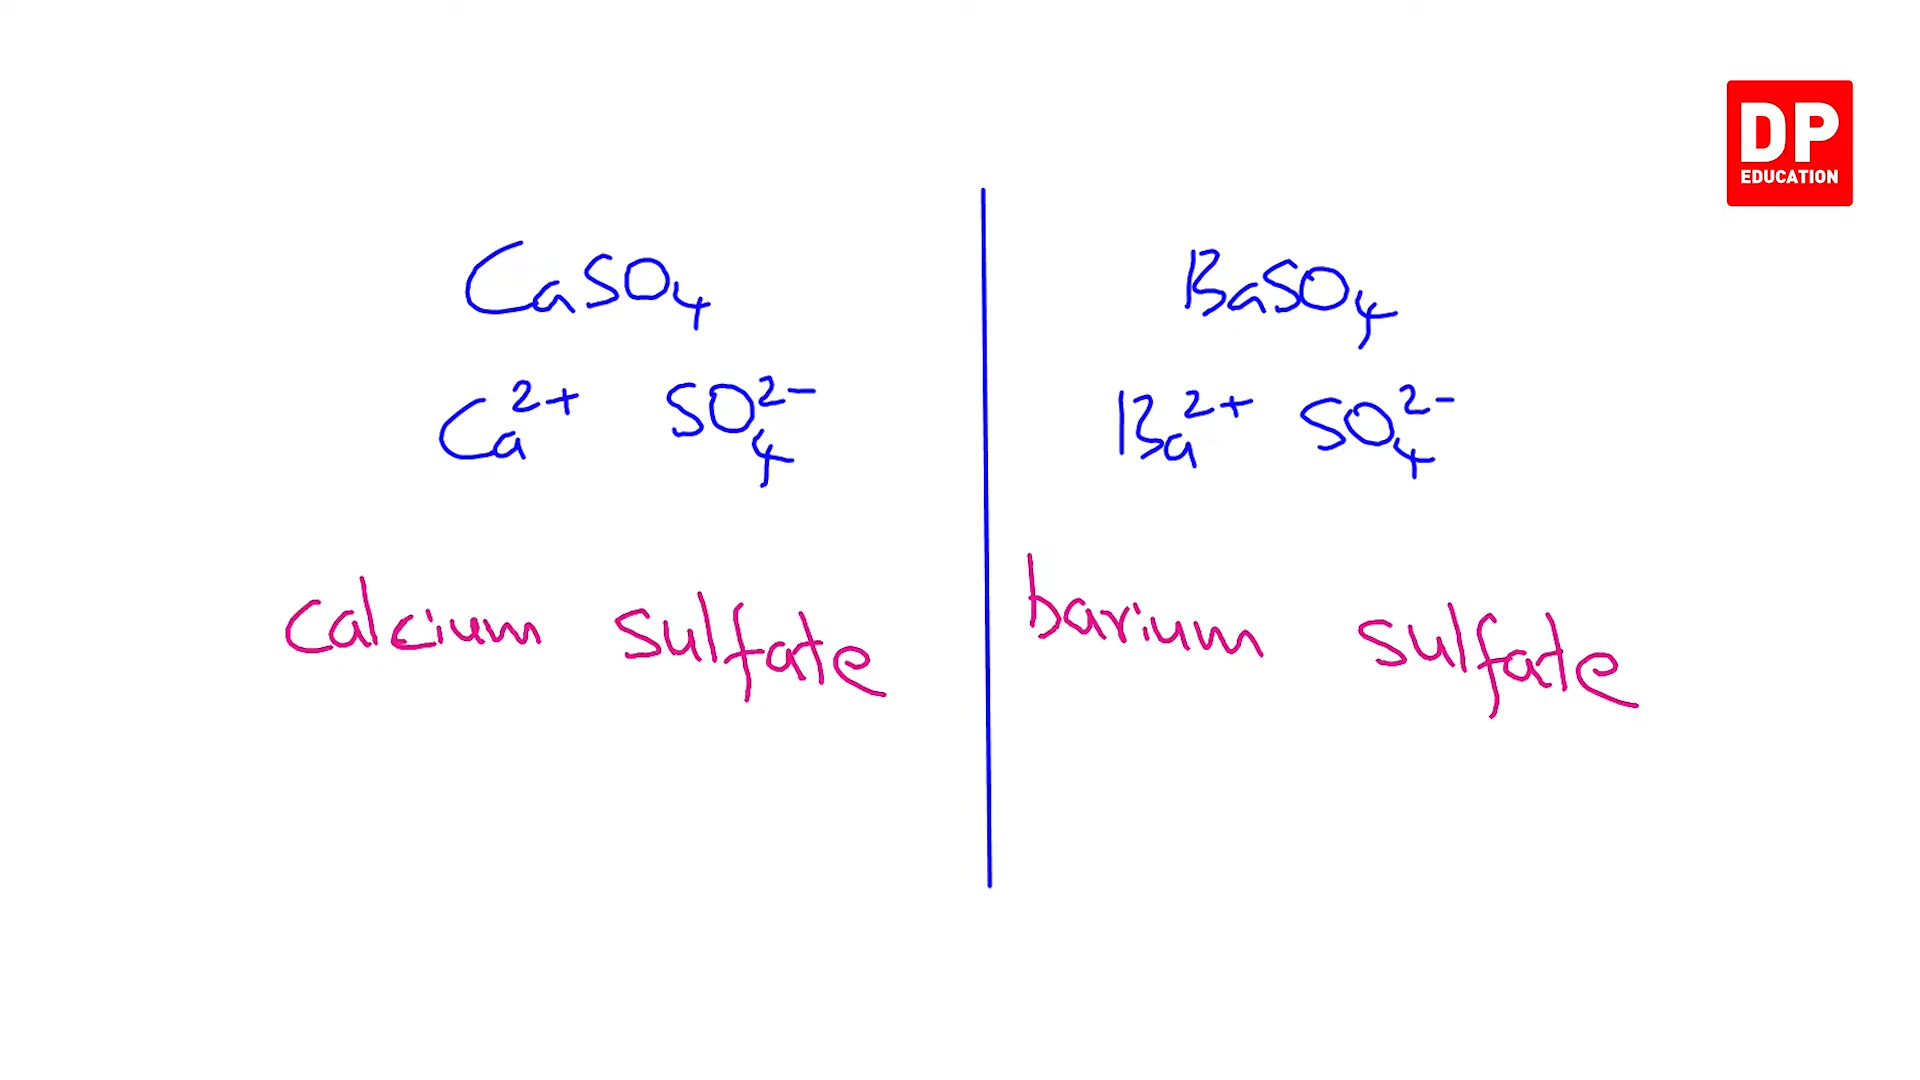 DP
EDUCATION
CaSO₄
Ca²⁺ SO₄²⁻
calcium sulfate
BaSO₄
Ba²⁺ SO₄²⁻
barium sulfate